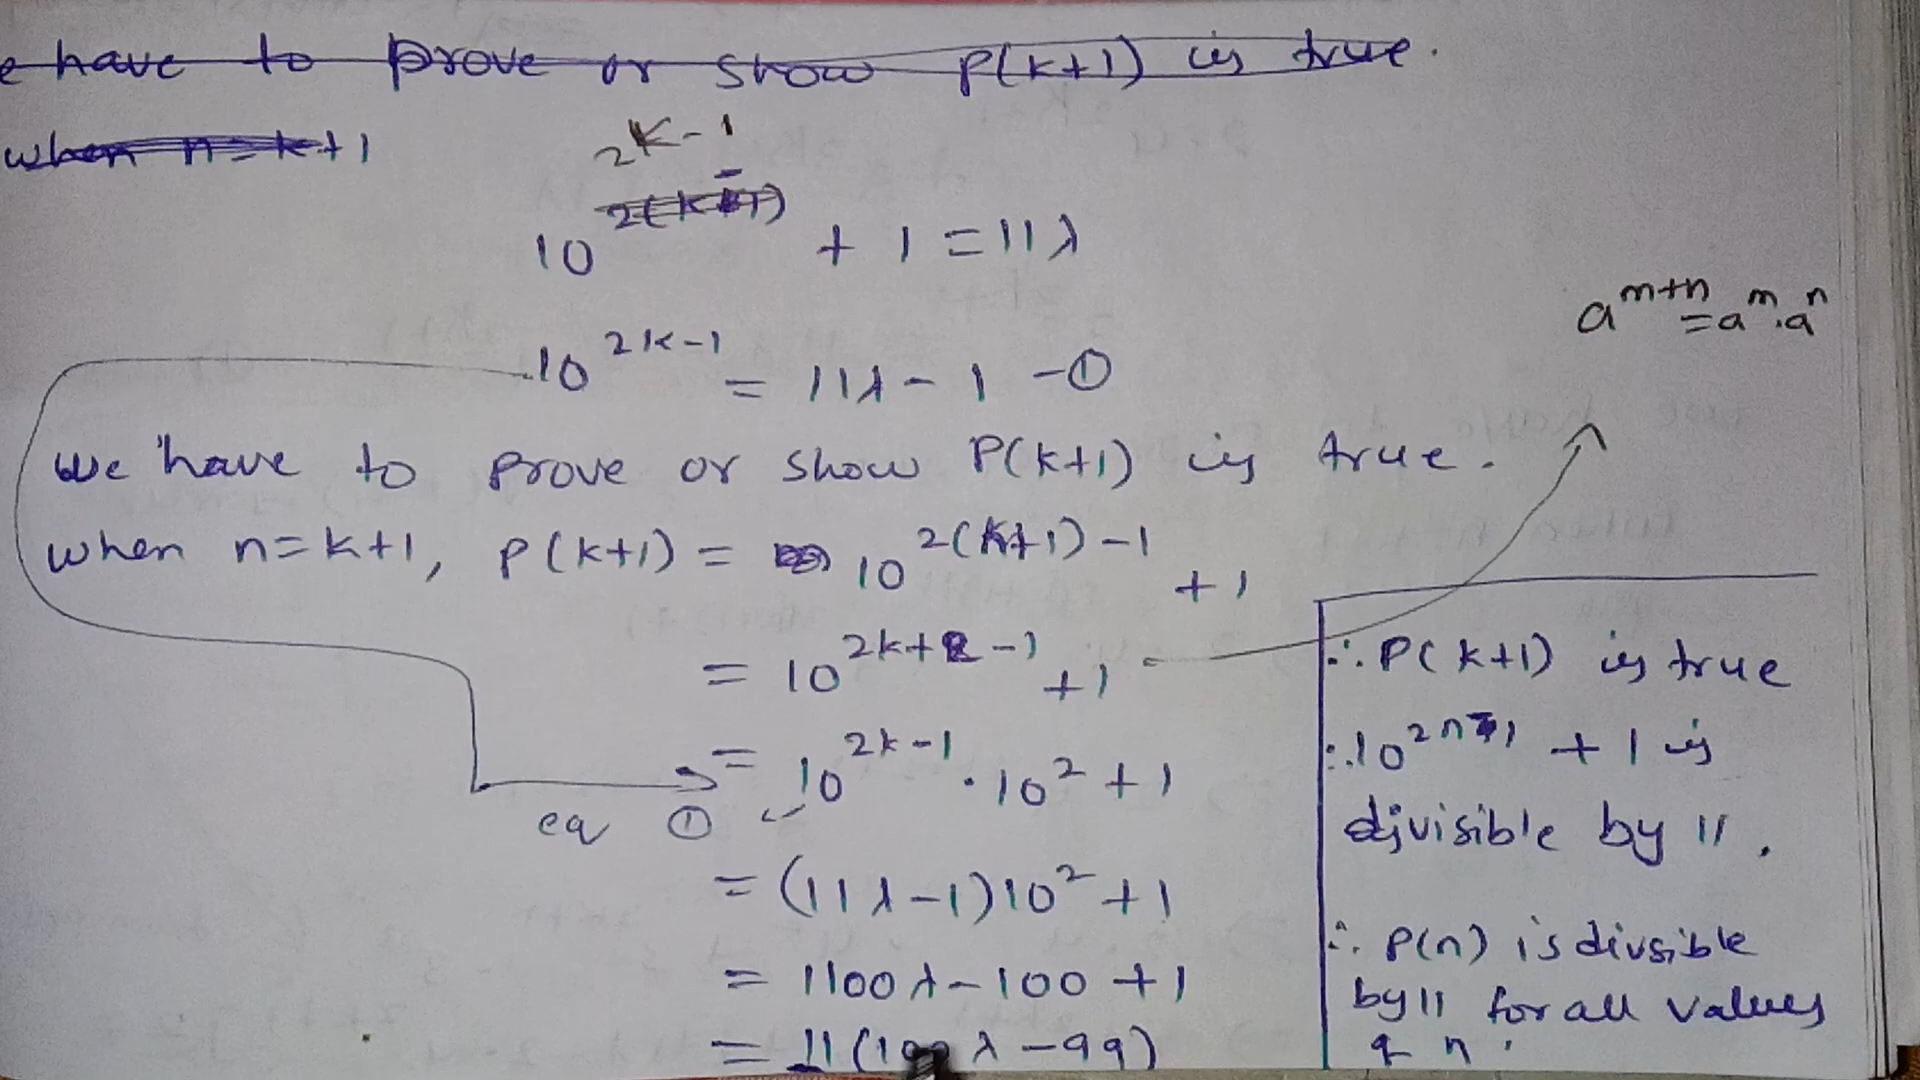 e have to prove or show P(k+1) is true.
when n=k+1
2k-1
10 + 1 = 11λ
a^m+n = a^m . a^n
10^2k-1 = 11λ - 1 - ①
we have to prove or show P(k+1) is true.
when n=k+1, P(k+1) = 10^2(k+1)-1 + 1
= 10^2k+2-1 + 1
= 10^2k-1 . 10^2 + 1
eq ①
= (11λ-1)10^2 + 1
= 1100λ - 100 + 1
= 11(100λ - 99)
∴ P(k+1) is true
∴ 10^2n-1 + 1 is
divisible by 11.
∴ P(n) is divsible
by 11 for all values
of n.